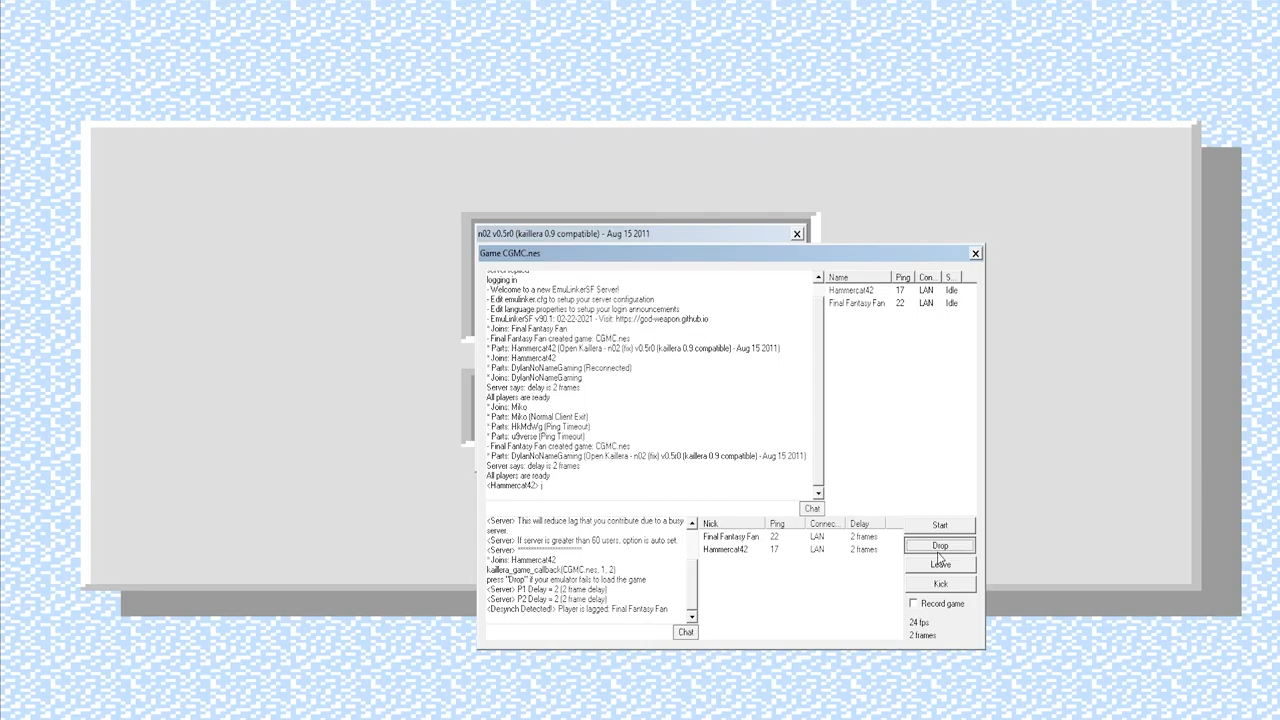 n02 v0.5r0 (kaillera 0.9 compatible) - Aug 15 2011
Game CGMC.nes
server replied
logging in
- Welcome to a new EmuLinkerSF Server!
- Edit emulinker.cfg to setup your server configuration
- Edit language.properties to setup your login announcements
- EmuLinkerSF v90.1: 02-22-2021 - Visit: https://god-weapon.github.io
* Joins: Final Fantasy Fan
- Final Fantasy Fan created game: CGMC.nes
* Parts: Hammercat42 (Open Kaillera - n02 (fix) v0.5r0 (kaillera 0.9 compatible) - Aug 15 2011)
* Joins: Hammercat42
* Parts: DylanNoNameGaming (Reconnected)
* Joins: DylanNoNameGaming
Server says: delay is 2 frames
All players are ready
* Joins: Miko
* Parts: Miko (Normal Client Exit)
* Parts: HkMdWg (Ping Timeout)
* Parts: u9verse (Ping Timeout)
- Final Fantasy Fan created game: CGMC.nes
* Parts: DylanNoNameGaming (Open Kaillera - n02 (fix) v0.5r0 (kaillera 0.9 compatible) - Aug 15 2011)
Server says: delay is 2 frames
All players are ready
<Hammercat42> j
Name Ping Con... S...
Hammercat42 17 LAN Idle
Final Fantasy Fan 22 LAN Idle
Chat
<Server> This will reduce lag that you contribute due to a busy
server.
<Server> If server is greater than 60 users, option is auto set.
<Server> ====================
* Joins: Hammercat42
kaillera_game_callback(CGMC.nes, 1, 2)
press "Drop" if your emulator fails to load the game
<Server> P1 Delay = 2 (2 frame delay)
<Server> P2 Delay = 2 (2 frame delay)
<Desynch Detected!> Player is lagged: Final Fantasy Fan
Chat
Nick Ping Connec... Delay
Final Fantasy Fan 22 LAN 2 frames
Hammercat42 17 LAN 2 frames
Start
Drop
Leave
Kick
Record game
24 fps
2 frames